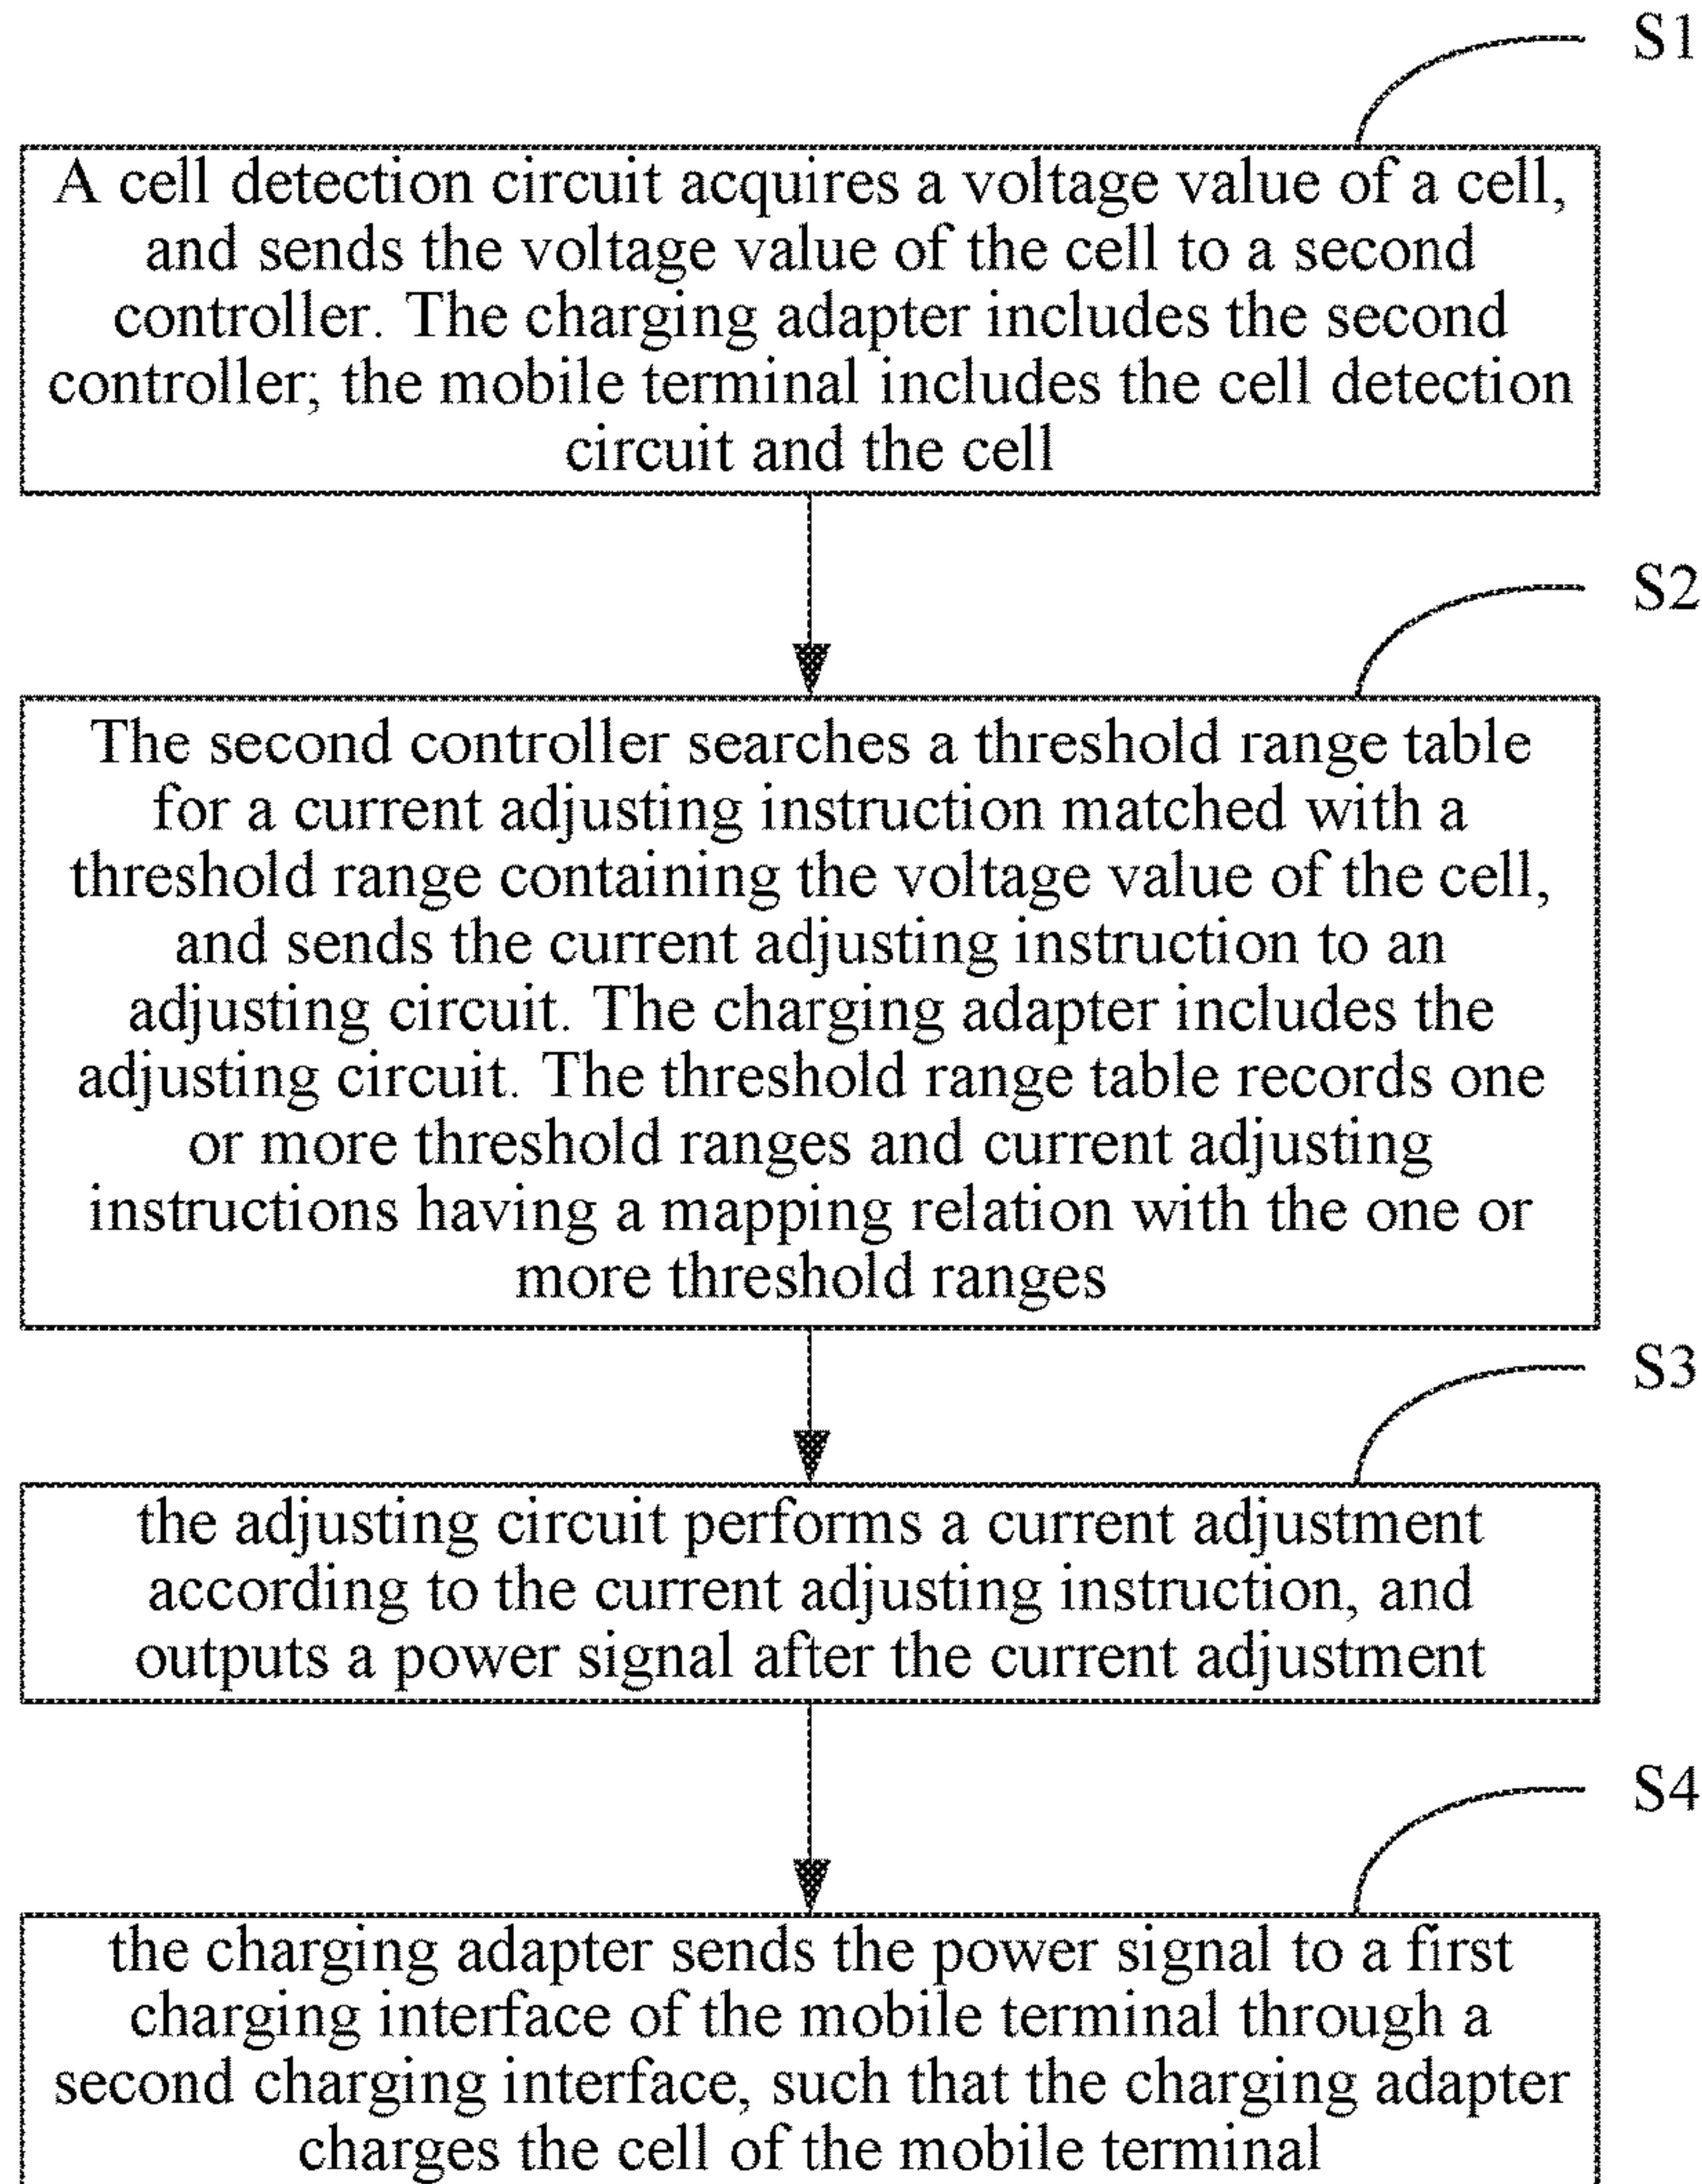 S1
A cell detection circuit acquires a voltage value of a cell,
and sends the voltage value of the cell to a second
controller. The charging adapter includes the second
controller; the mobile terminal includes the cell detection
circuit and the cell
S2
The second controller searches a threshold range table
for a current adjusting instruction matched with a
threshold range containing the voltage value of the cell,
and sends the current adjusting instruction to an
adjusting circuit. The charging adapter includes the
adjusting circuit. The threshold range table records one
or more threshold ranges and current adjusting
instructions having a mapping relation with the one or
more threshold ranges
S3
the adjusting circuit performs a current adjustment
according to the current adjusting instruction, and
outputs a power signal after the current adjustment
S4
the charging adapter sends the power signal to a first
charging interface of the mobile terminal through a
second charging interface, such that the charging adapter
charges the cell of the mobile terminal